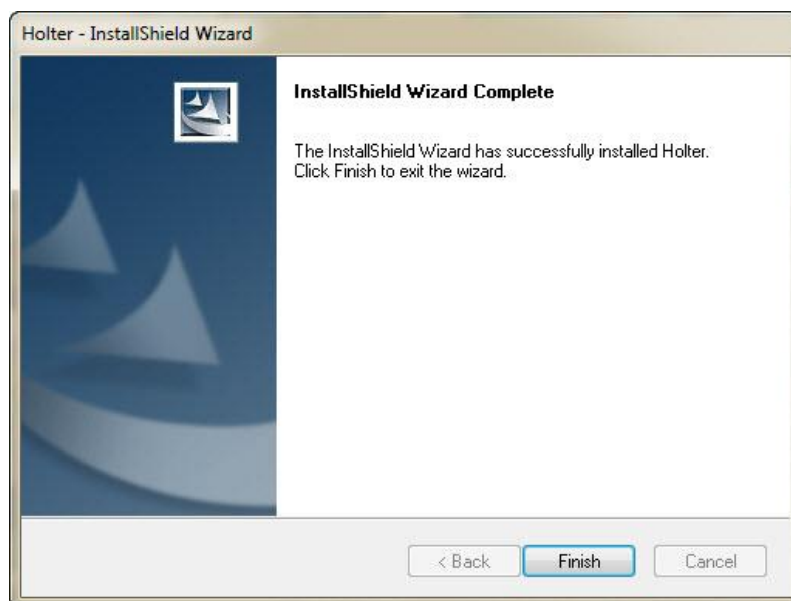 Holter - InstallShield Wizard
InstallShield Wizard Complete
The InstallShield Wizard has successfully installed Holter.
Click Finish to exit the wizard.
< Back
Finish
Cancel